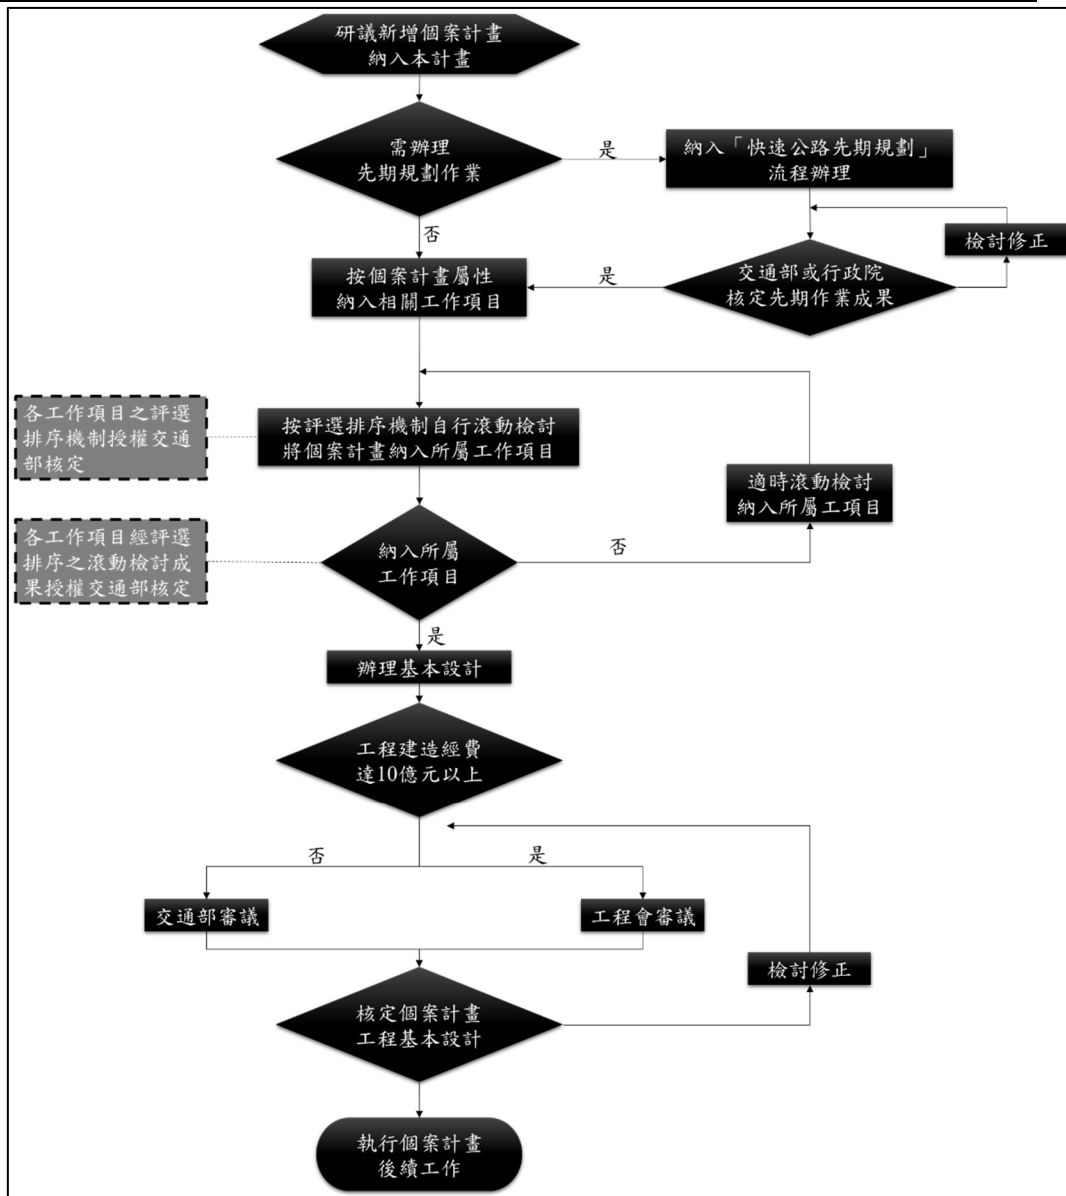 研議新增個案計畫
納入本計畫
需辦理
先期規劃作業
是
納入「快速公路先期規劃」
流程辦理
否
檢討修正
按個案計畫屬性
納入相關工作項目
是
交通部或行政院
核定先期作業成果
各工作項目之評選
排序機制授權交通
部核定
按評選排序機制自行滾動檢討
將個案計畫納入所屬工作項目
適時滾動檢討
納入所屬工項目
各工作項目經評選
排序之滾動檢討成
果授權交通部核定
納入所屬
工作項目
否
是
辦理基本設計
工程建造經費
達10億元以上
否
是
交通部審議
工程會審議
檢討修正
核定個案計畫
工程基本設計
執行個案計畫
後續工作